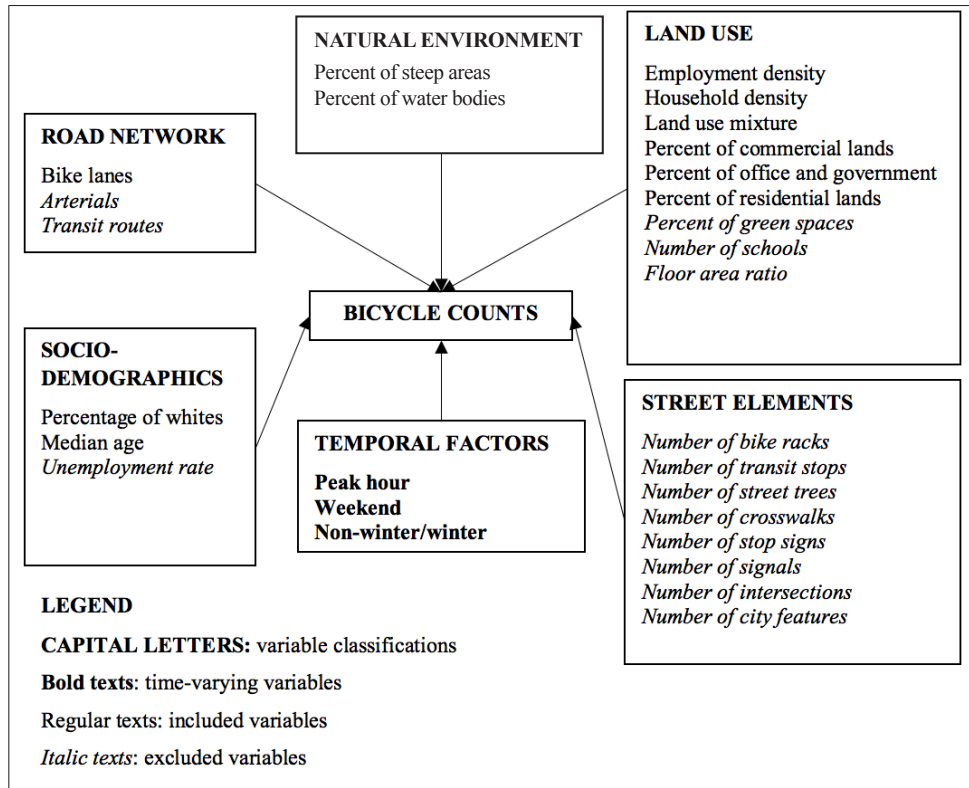 NATURAL ENVIRONMENT
Percent of steep areas
Percent of water bodies
LAND USE
Employment density
Household density
Land use mixture
Percent of commercial lands
Percent of office and government
Percent of residential lands
Percent of green spaces
Number of schools
Floor area ratio
ROAD NETWORK
Bike lanes
Arterials
Transit routes
BICYCLE COUNTS
SOCIO-
DEMOGRAPHICS
Percentage of whites
Median age
Unemployment rate
TEMPORAL FACTORS
Peak hour
Weekend
Non-winter/winter
STREET ELEMENTS
Number of bike racks
Number of transit stops
Number of street trees
Number of crosswalks
Number of stop signs
Number of signals
Number of intersections
Number of city features
LEGEND
CAPITAL LETTERS: variable classifications
Bold texts: time-varying variables
Regular texts: included variables
Italic texts: excluded variables